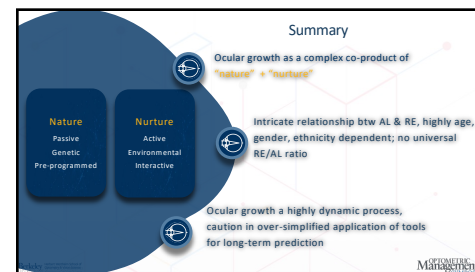 Summary
Ocular growth as a complex co-product of
"nature" + "nurture"
Nature
Passive
Genetic
Pre-programmed
Nurture
Active
Environmental
Interactive
Intricate relationship btw AL & RE, highly age,
gender, ethnicity dependent; no universal
RE/AL ratio
Ocular growth a highly dynamic process,
caution in over-simplified application of tools
for long-term prediction
OPTOMETRIC
Management